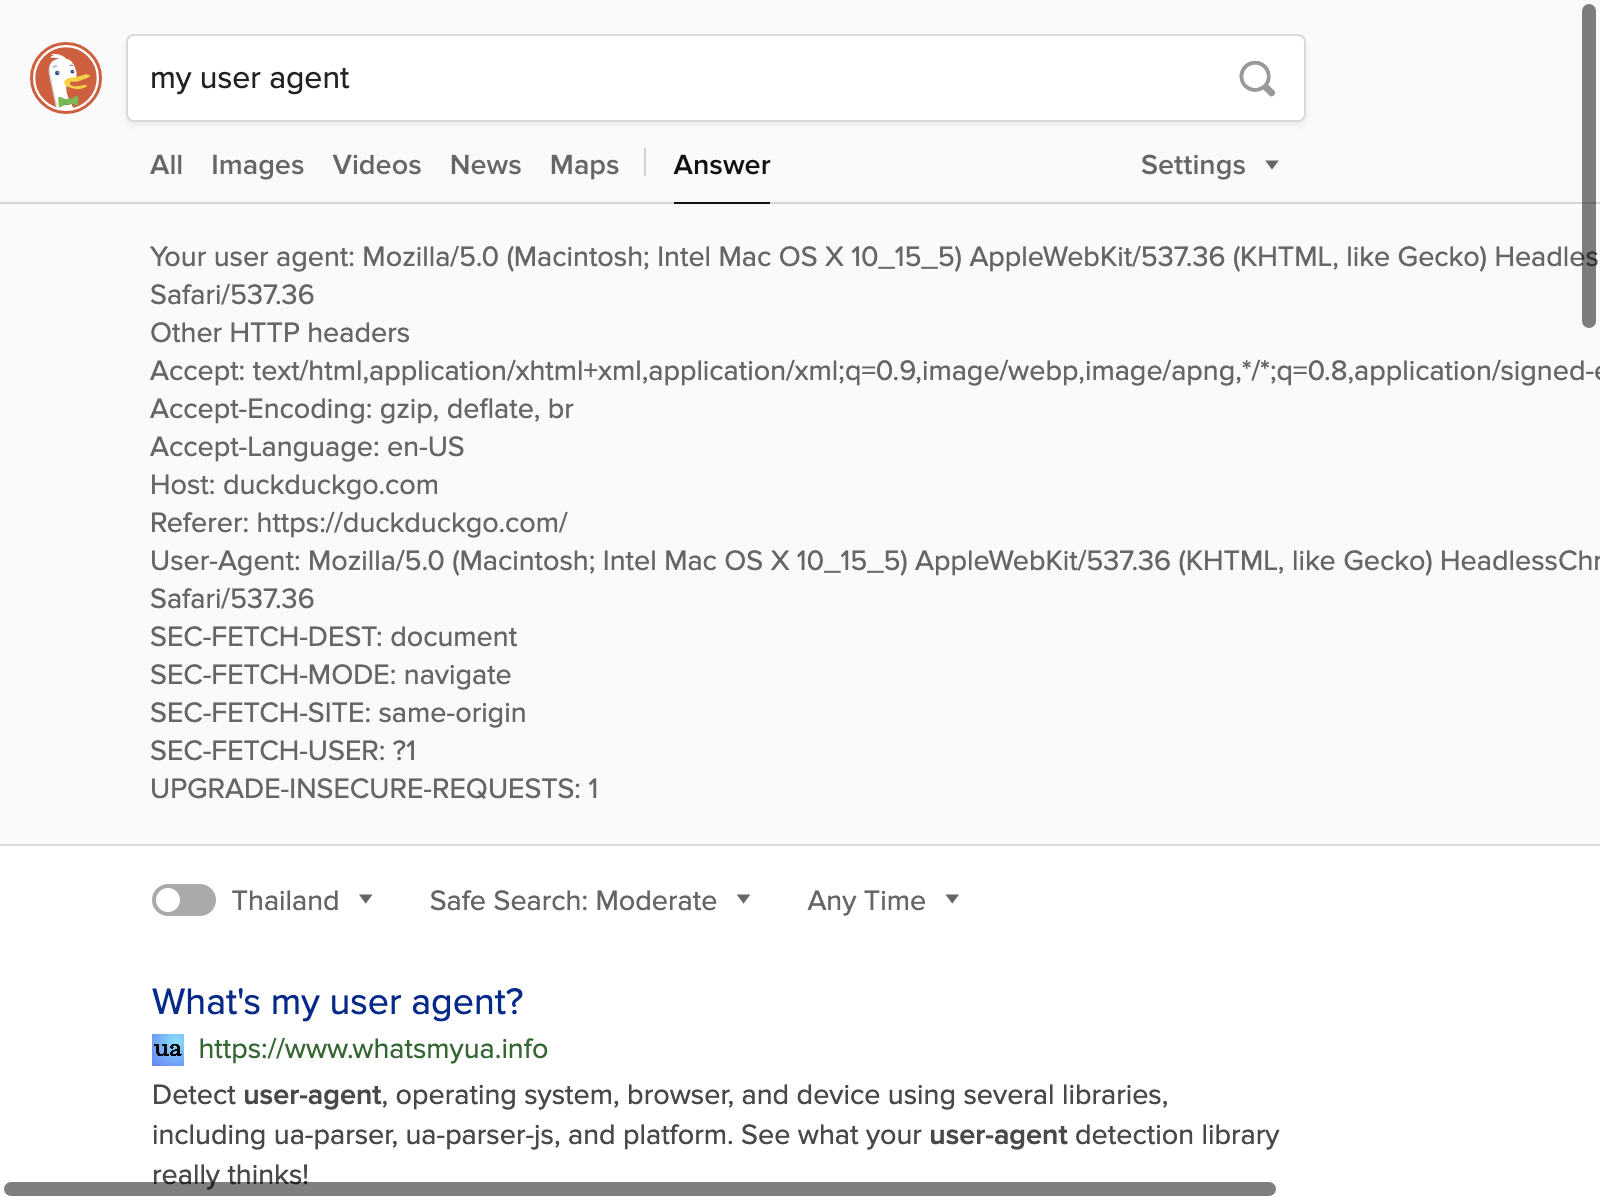 my user agent
All Images Videos News Maps Answer Settings
Your user agent: Mozilla/5.0 (Macintosh; Intel Mac OS X 10_15_5) AppleWebKit/537.36 (KHTML, like Gecko) Headles
Safari/537.36
Other HTTP headers
Accept: text/html,application/xhtml+xml,application/xml;q=0.9,image/webp,image/apng,*/*;q=0.8,application/signed-e
Accept-Encoding: gzip, deflate, br
Accept-Language: en-US
Host: duckduckgo.com
Referer: https://duckduckgo.com/
User-Agent: Mozilla/5.0 (Macintosh; Intel Mac OS X 10_15_5) AppleWebKit/537.36 (KHTML, like Gecko) HeadlessChr
Safari/537.36
SEC-FETCH-DEST: document
SEC-FETCH-MODE: navigate
SEC-FETCH-SITE: same-origin
SEC-FETCH-USER: ?1
UPGRADE-INSECURE-REQUESTS: 1
Thailand Safe Search: Moderate Any Time
What's my user agent?
ua https://www.whatsmyua.info
Detect user-agent, operating system, browser, and device using several libraries,
including ua-parser, ua-parser-js, and platform. See what your user-agent detection library
really thinks!